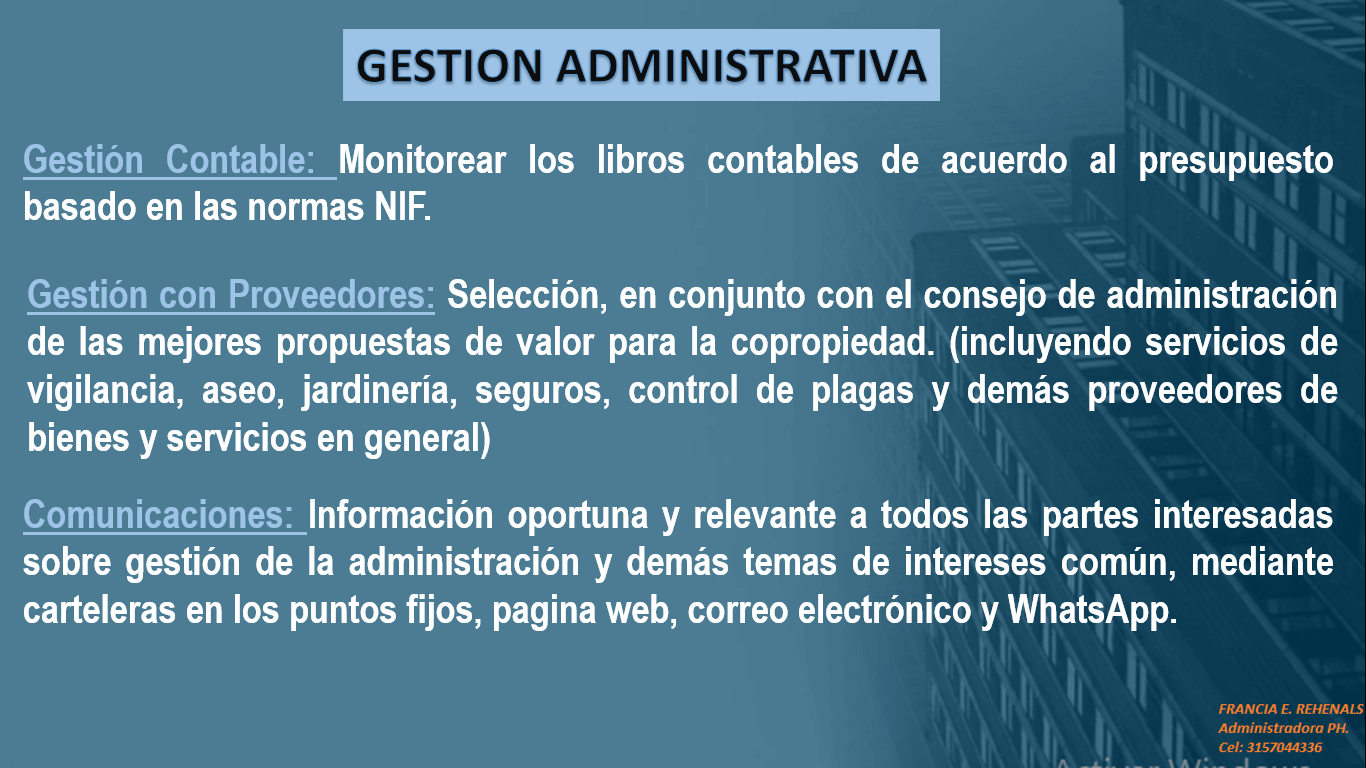 GESTION ADMINISTRATIVA
Gestión Contable: Monitorear los libros contables de acuerdo al presupuesto
basado en las normas NIF.
Gestión con Proveedores: Selección, en conjunto con el consejo de administración
de las mejores propuestas de valor para la copropiedad. (incluyendo servicios de
vigilancia, aseo, jardinería, seguros, control de plagas y demás proveedores de
bienes y servicios en general)
Comunicaciones: Información oportuna y relevante a todos las partes interesadas
sobre gestión de la administración y demás temas de intereses común, mediante
carteleras en los puntos fijos, pagina web, correo electrónico y WhatsApp.
FRANCIA E. REHENALS
Administradora PH.
Cel: 3157044336
Activar Windows